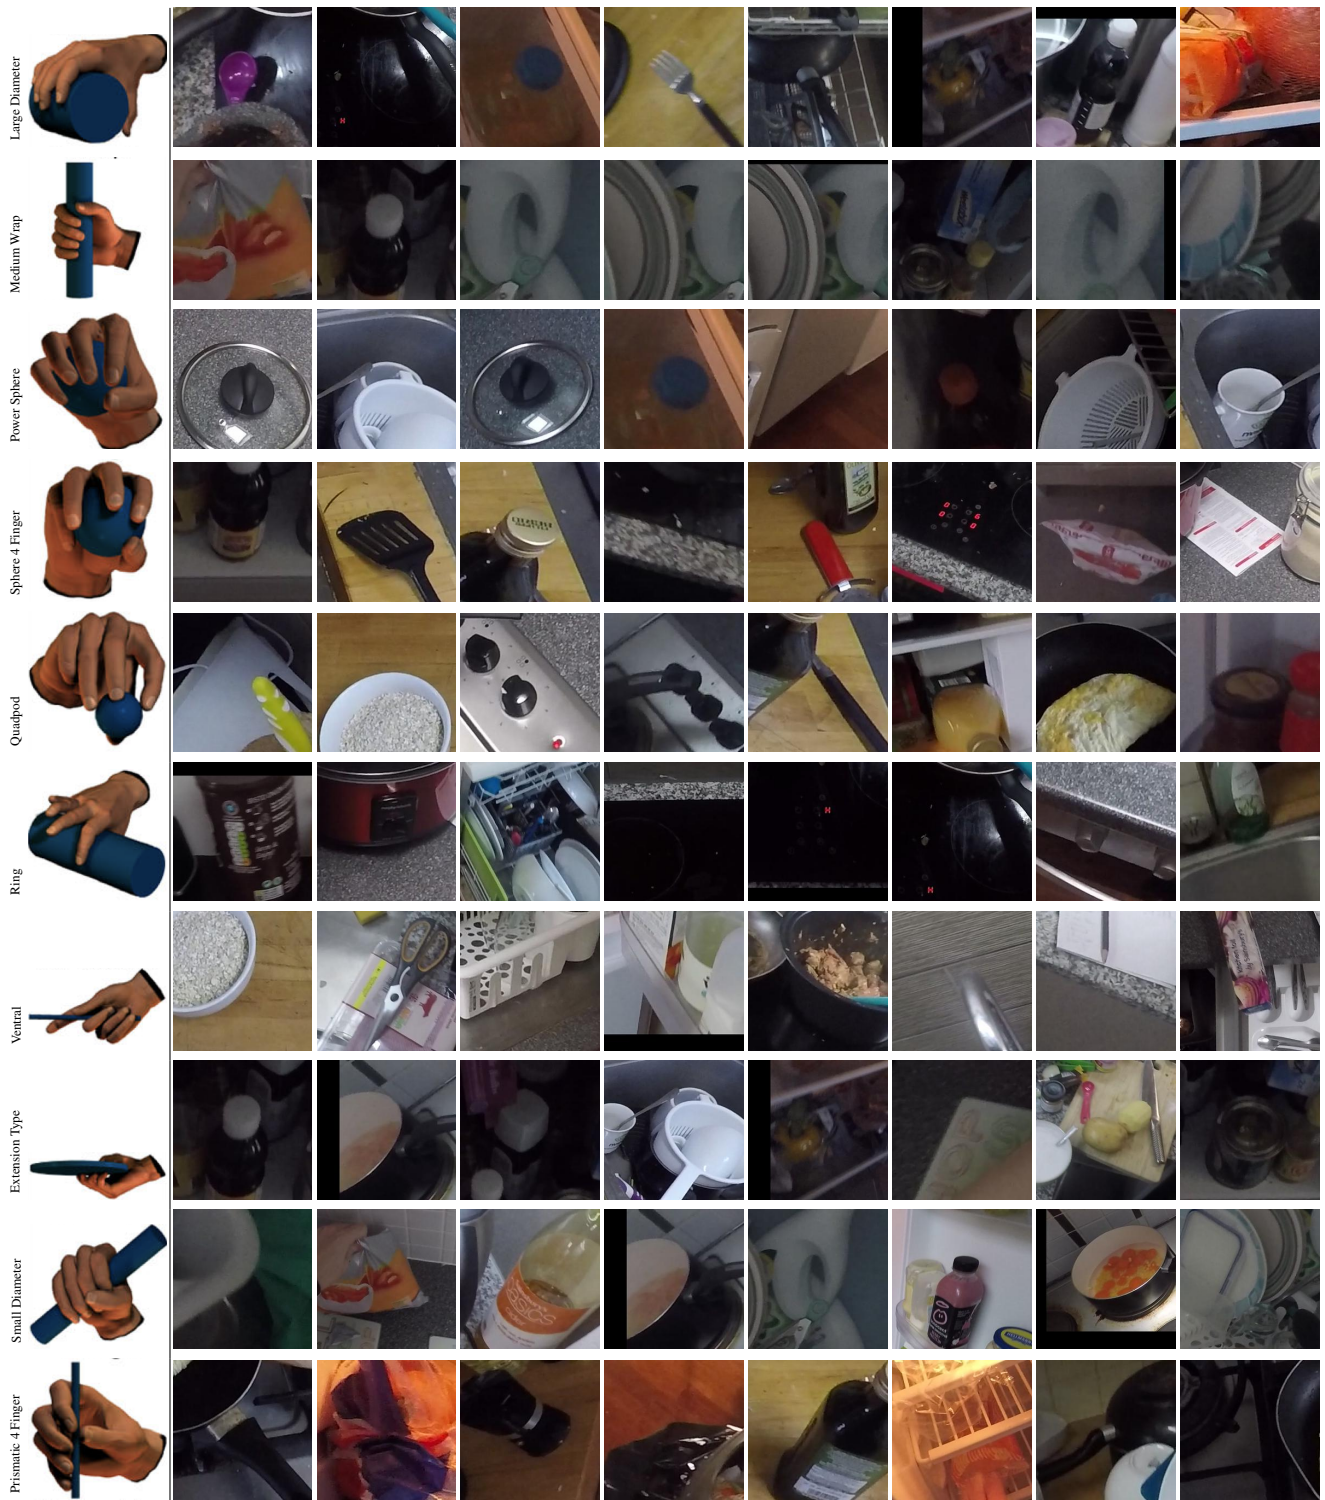 Large Diameter
Medium Wrap
Power Sphere
Sphere 4 Finger
Quadpod
Ring
Ventral
Extension Type
Small Diameter
Prismatic 4 Finger